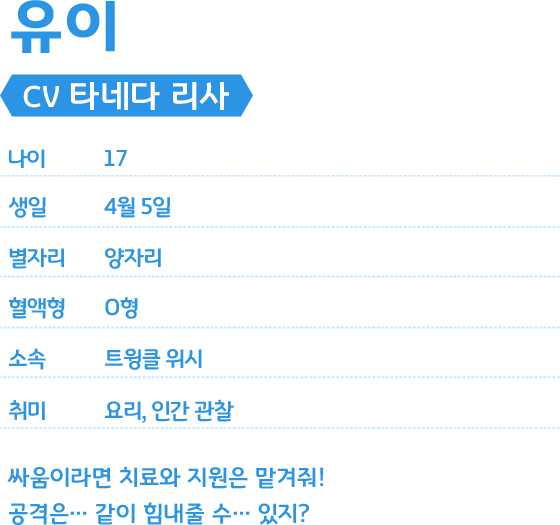 유이
CV 타네다 리사
나이 17
생일 4월 5일
별자리 양자리
혈액형 O형
소속 트윙클 위시
취미 요리, 인간 관찰
싸움이라면 치료와 지원은 맡겨줘!
공격은… 같이 힘내줄 수… 있지?